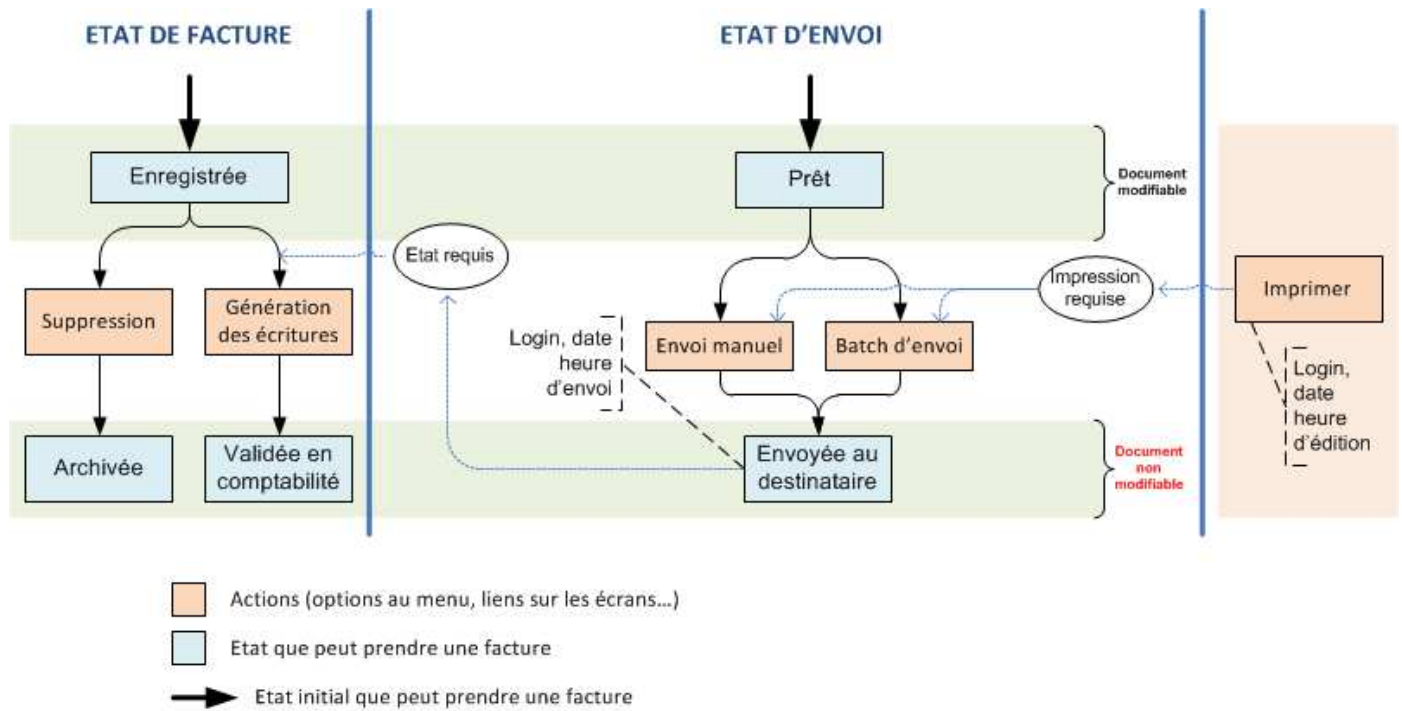 ETAT DE FACTURE
ETAT D'ENVOI
Enregistrée
Prêt
Document
modifiable
Etat requis
Impression
requise
Imprimer
Suppression
Génération
des écritures
Login, date
heure
d'envoi
Envoi manuel
Batch d'envoi
Login,
date
heure
d'édition
Archivée
Validée en
comptabilité
Envoyée au
destinataire
Document
non
modifiable
Actions (options au menu, liens sur les écrans…)
Etat que peut prendre une facture
Etat initial que peut prendre une facture